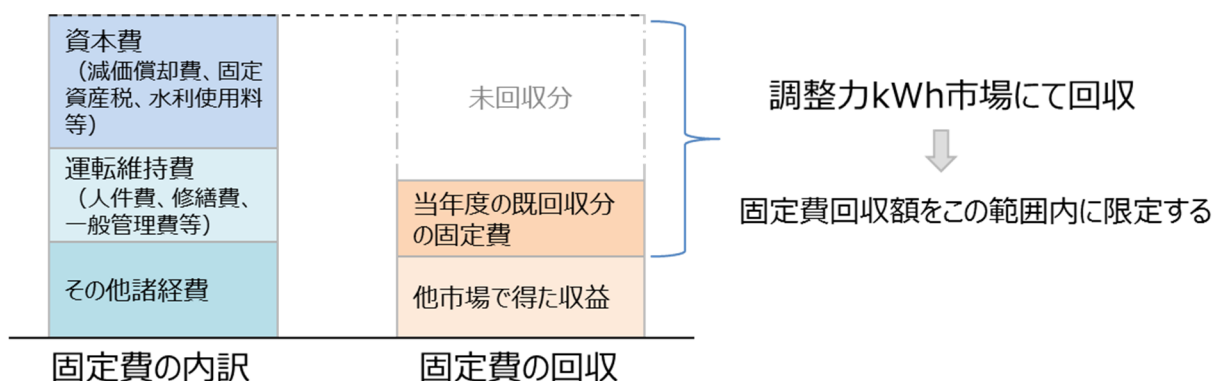 資本費
（減価償却費、固定
資産税、水利使用料
等）
運転維持費
（人件費、修繕費、
一般管理費等）
その他諸経費
固定費の内訳
未回収分
当年度の既回収分
の固定費
他市場で得た収益
固定費の回収
調整力kWh市場にて回収
固定費回収額をこの範囲内に限定する